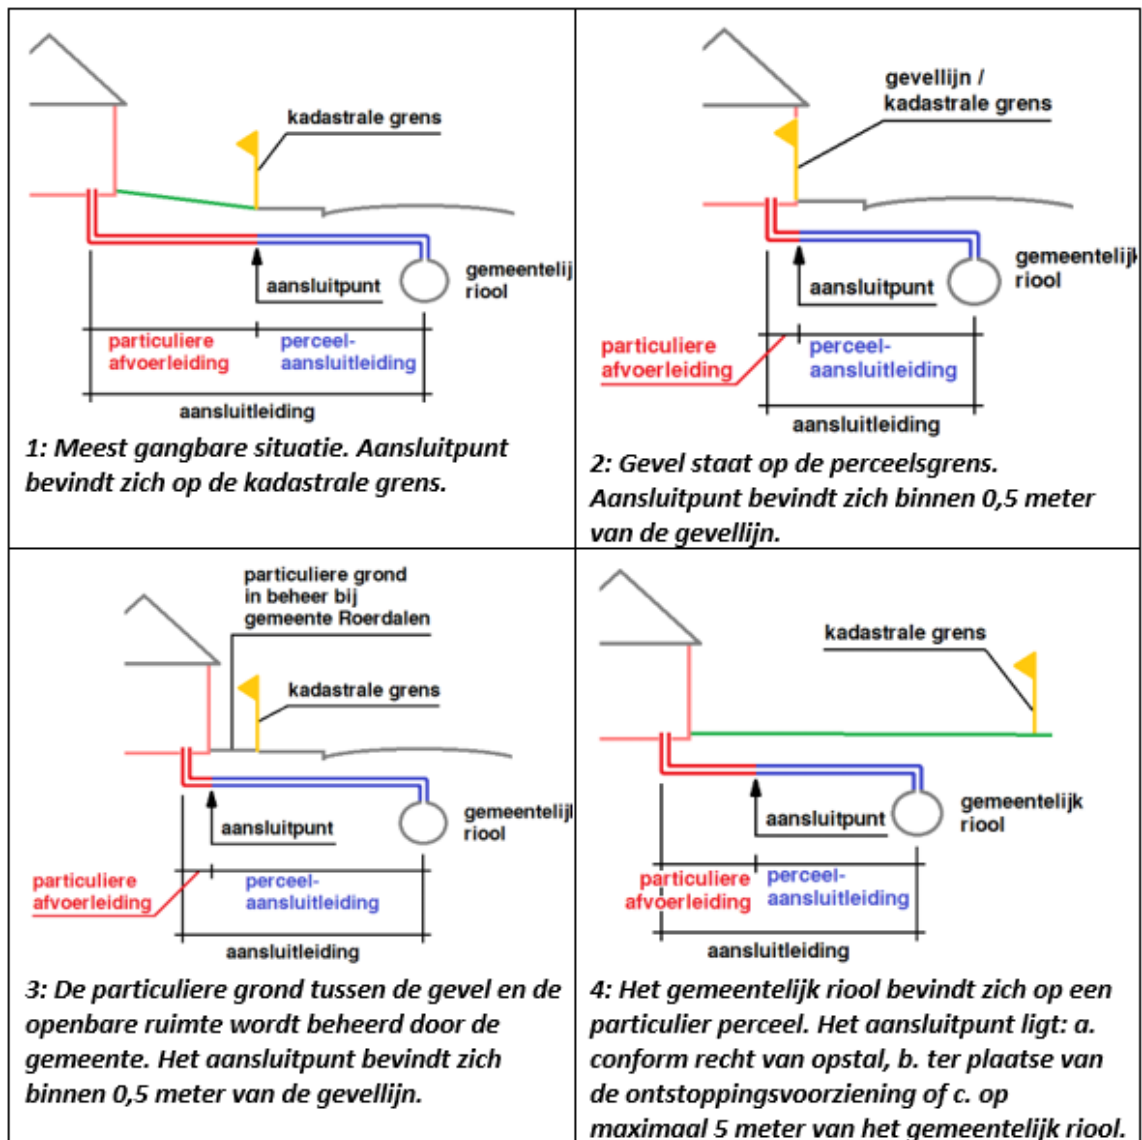 kadastrale grens
aansluitpunt
gemeentelij
riool
particuliere
afvoerleiding
perceel-
aansluitleiding
aansluitleiding
1: Meest gangbare situatie. Aansluitpunt
bevindt zich op de kadastrale grens.
gevellijn /
kadastrale grens
aansluitpunt
gemeentelijk
riool
particuliere
afvoerleiding
perceel-
aansluitleiding
aansluitleiding
2: Gevel staat op de perceelsgrens.
Aansluitpunt bevindt zich binnen 0,5 meter
van de gevellijn.
particuliere grond
in beheer bij
gemeente Roerdalen
kadastrale grens
aansluitpunt
gemeentelijk
riool
particuliere
afvoerleiding
perceel-
aansluitleiding
aansluitleiding
3: De particuliere grond tussen de gevel en de
openbare ruimte wordt beheerd door de
gemeente. Het aansluitpunt bevindt zich
binnen 0,5 meter van de gevellijn.
kadastrale grens
aansluitpunt
gemeentelijk
riool
particuliere
afvoerleiding
perceel-
aansluitleiding
aansluitleiding
4: Het gemeentelijk riool bevindt zich op een
particulier perceel. Het aansluitpunt ligt: a.
conform recht van opstal, b. ter plaatse van
de ontstoppingsvoorziening of c. op
maximaal 5 meter van het gemeentelijk riool.